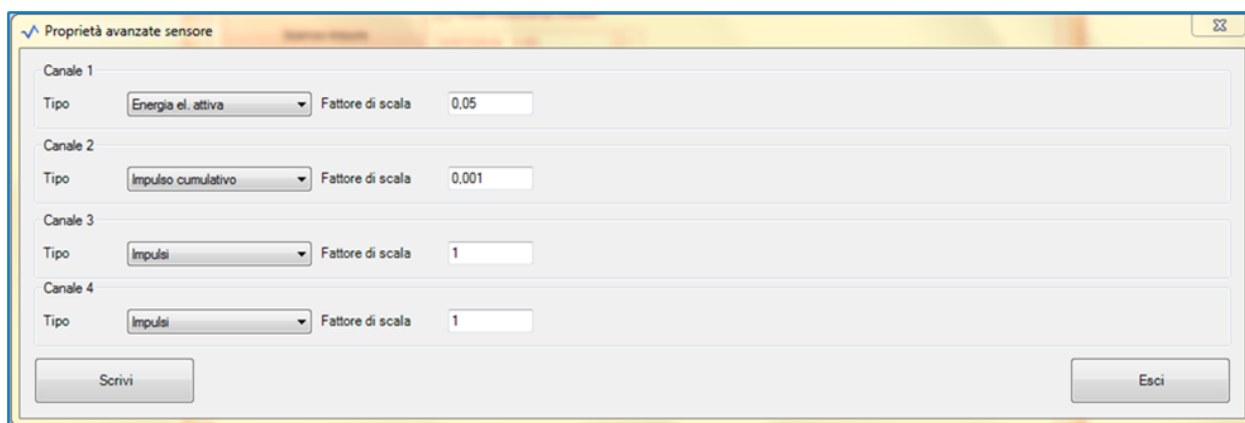 Proprietà avanzate sensore
Canale 1
Tipo Energia el. attiva Fattore di scala 0,05
Canale 2
Tipo Impulso cumulativo Fattore di scala 0,001
Canale 3
Tipo Impulsi Fattore di scala 1
Canale 4
Tipo Impulsi Fattore di scala 1
Scrivi Esci